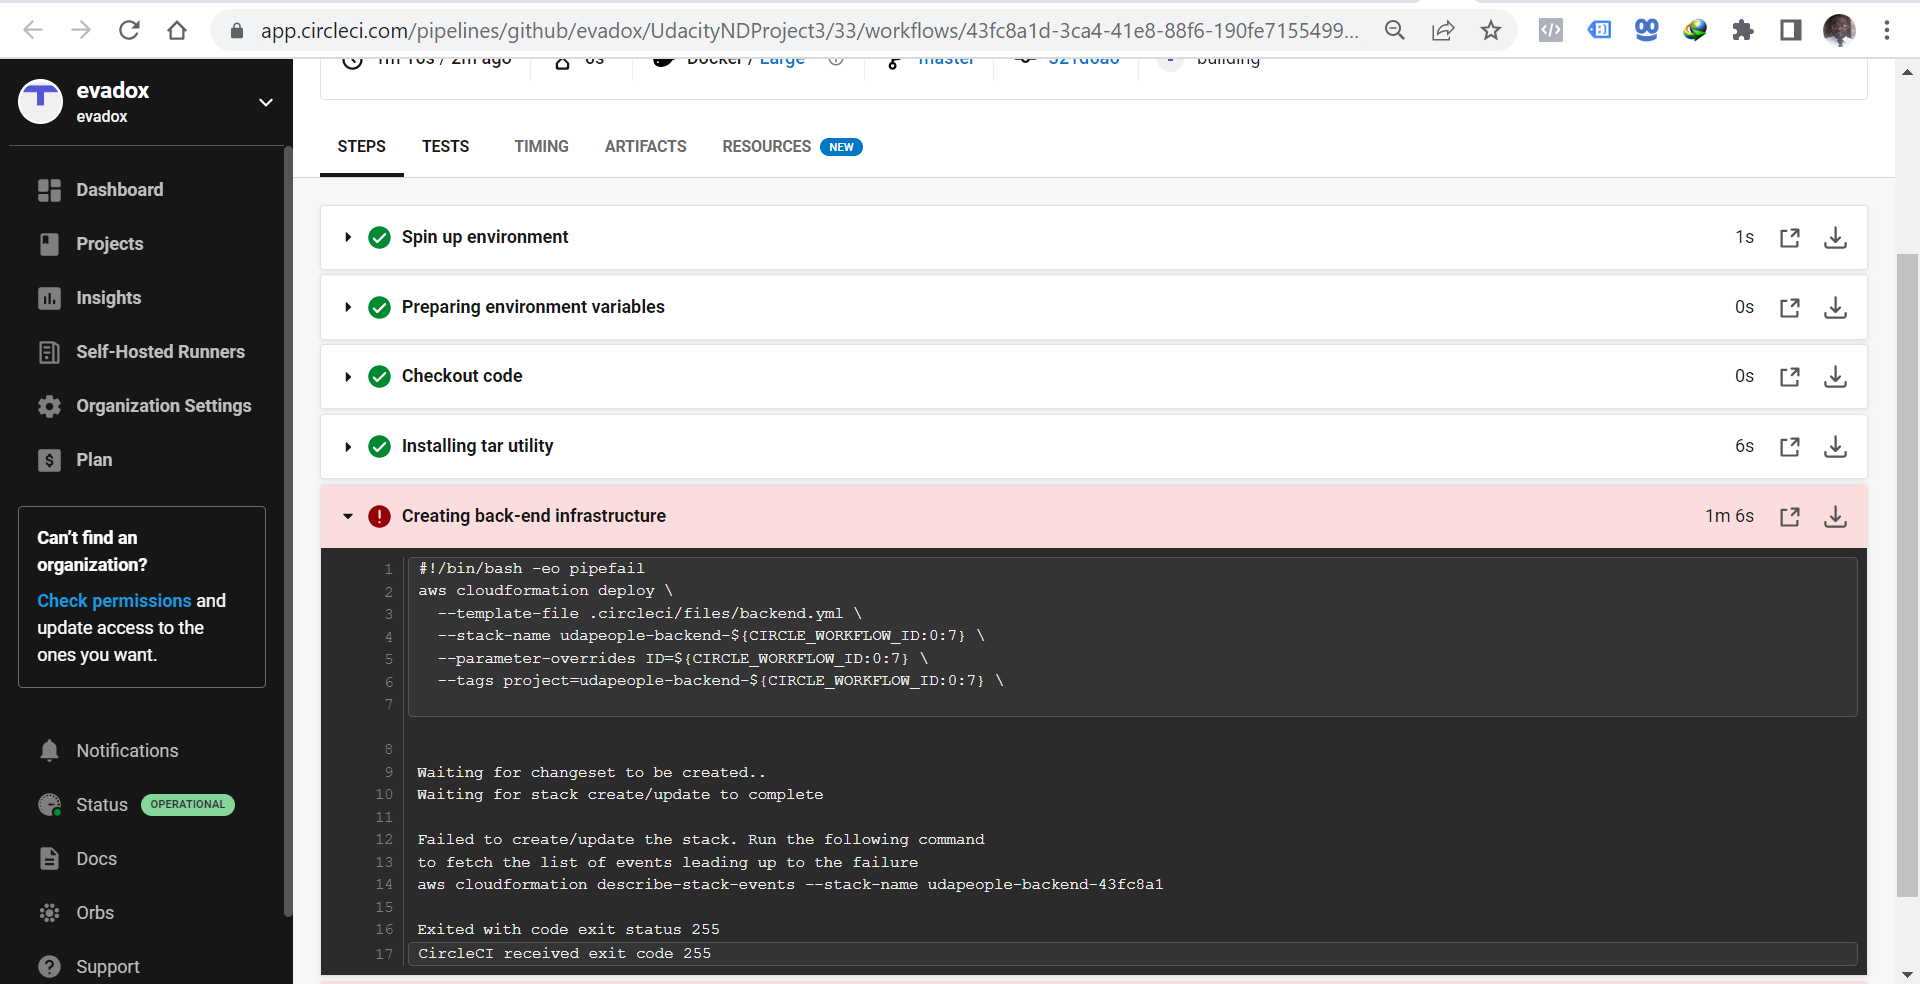 app.circleci.com/pipelines/github/evadox/UdacityNDProject3/33/workflows/43fc8a1d-3ca4-41e8-88f6-190fe7155499...
evadox
evadox
Dashboard
Projects
Insights
Self-Hosted Runners
Organization Settings
Plan
Can't find an
organization?
Check permissions and
update access to the
ones you want.
Notifications
Status OPERATIONAL
Docs
Orbs
Support
1m 16s / 2m ago 0s Docker / Large master 321d6a6 building
STEPS TESTS TIMING ARTIFACTS RESOURCES NEW
Spin up environment 1s
Preparing environment variables 0s
Checkout code 0s
Installing tar utility 6s
Creating back-end infrastructure 1m 6s
1 #!/bin/bash -eo pipefail
2 aws cloudformation deploy \
3 --template-file .circleci/files/backend.yml \
4 --stack-name udapeople-backend-${CIRCLE_WORKFLOW_ID:0:7} \
5 --parameter-overrides ID=${CIRCLE_WORKFLOW_ID:0:7} \
6 --tags project=udapeople-backend-${CIRCLE_WORKFLOW_ID:0:7} \
7
8
9 Waiting for changeset to be created..
10 Waiting for stack create/update to complete
11
12 Failed to create/update the stack. Run the following command
13 to fetch the list of events leading up to the failure
14 aws cloudformation describe-stack-events --stack-name udapeople-backend-43fc8a1
15
16 Exited with code exit status 255
17 CircleCI received exit code 255